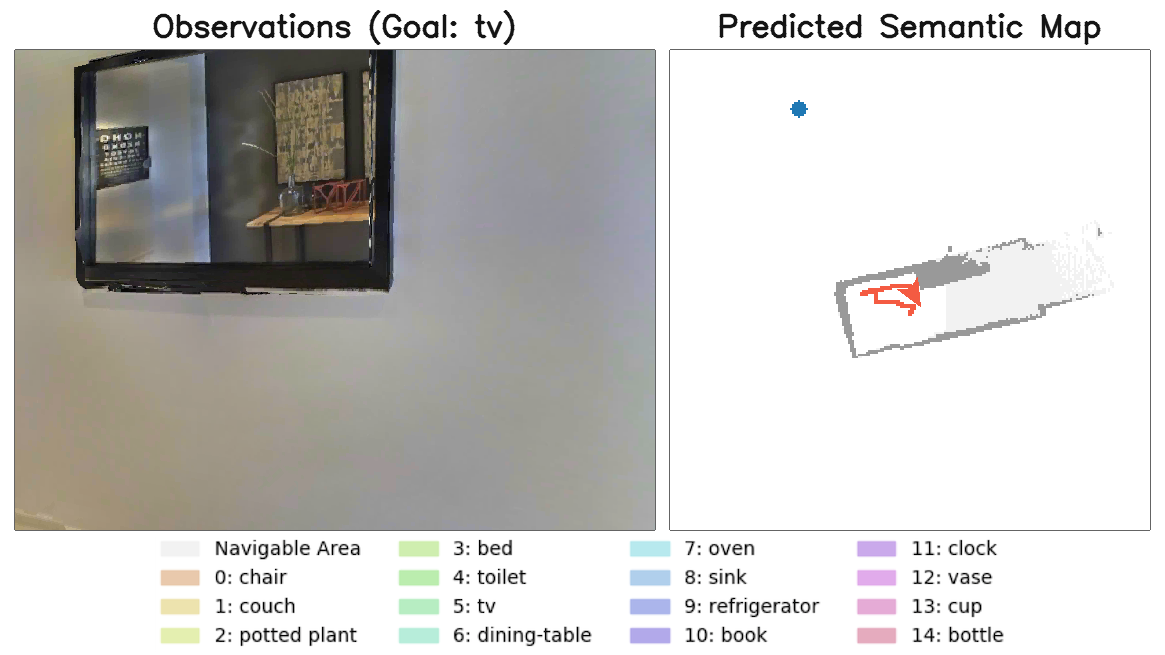 Observations (Goal: tv)
Predicted Semantic Map
Navigable Area
0: chair
1: couch
2: potted plant
3: bed
4: toilet
5: tv
6: dining-table
7: oven
8: sink
9: refrigerator
10: book
11: clock
12: vase
13: cup
14: bottle